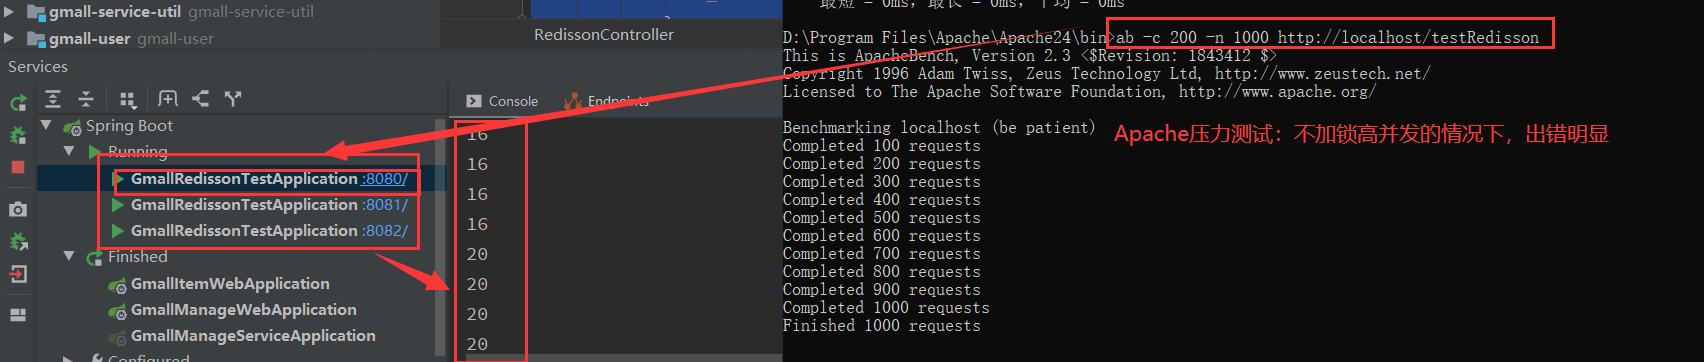 gmall-service-util gmall-service-util
gmall-user gmall-user
RedissonController
Services
Console
Endpoints
Spring Boot
Running
GmallRedissonTestApplication :8080/
GmallRedissonTestApplication :8081/
GmallRedissonTestApplication :8082/
Finished
GmallItemWebApplication
GmallManageWebApplication
GmallManageServiceApplication
Configured
16
16
16
16
20
20
20
20
最短 = 0ms，最长 = 0ms，平均 = 0ms
D:\Program Files\Apache\Apache24\bin>ab -c 200 -n 1000 http://localhost/testRedisson
This is ApacheBench, Version 2.3 <$Revision: 1843412 $>
Copyright 1996 Adam Twiss, Zeus Technology Ltd, http://www.zeustech.net/
Licensed to The Apache Software Foundation, http://www.apache.org/
Benchmarking localhost (be patient)
Apache压力测试：不加锁高并发的情况下，出错明显
Completed 100 requests
Completed 200 requests
Completed 300 requests
Completed 400 requests
Completed 500 requests
Completed 600 requests
Completed 700 requests
Completed 800 requests
Completed 900 requests
Completed 1000 requests
Finished 1000 requests